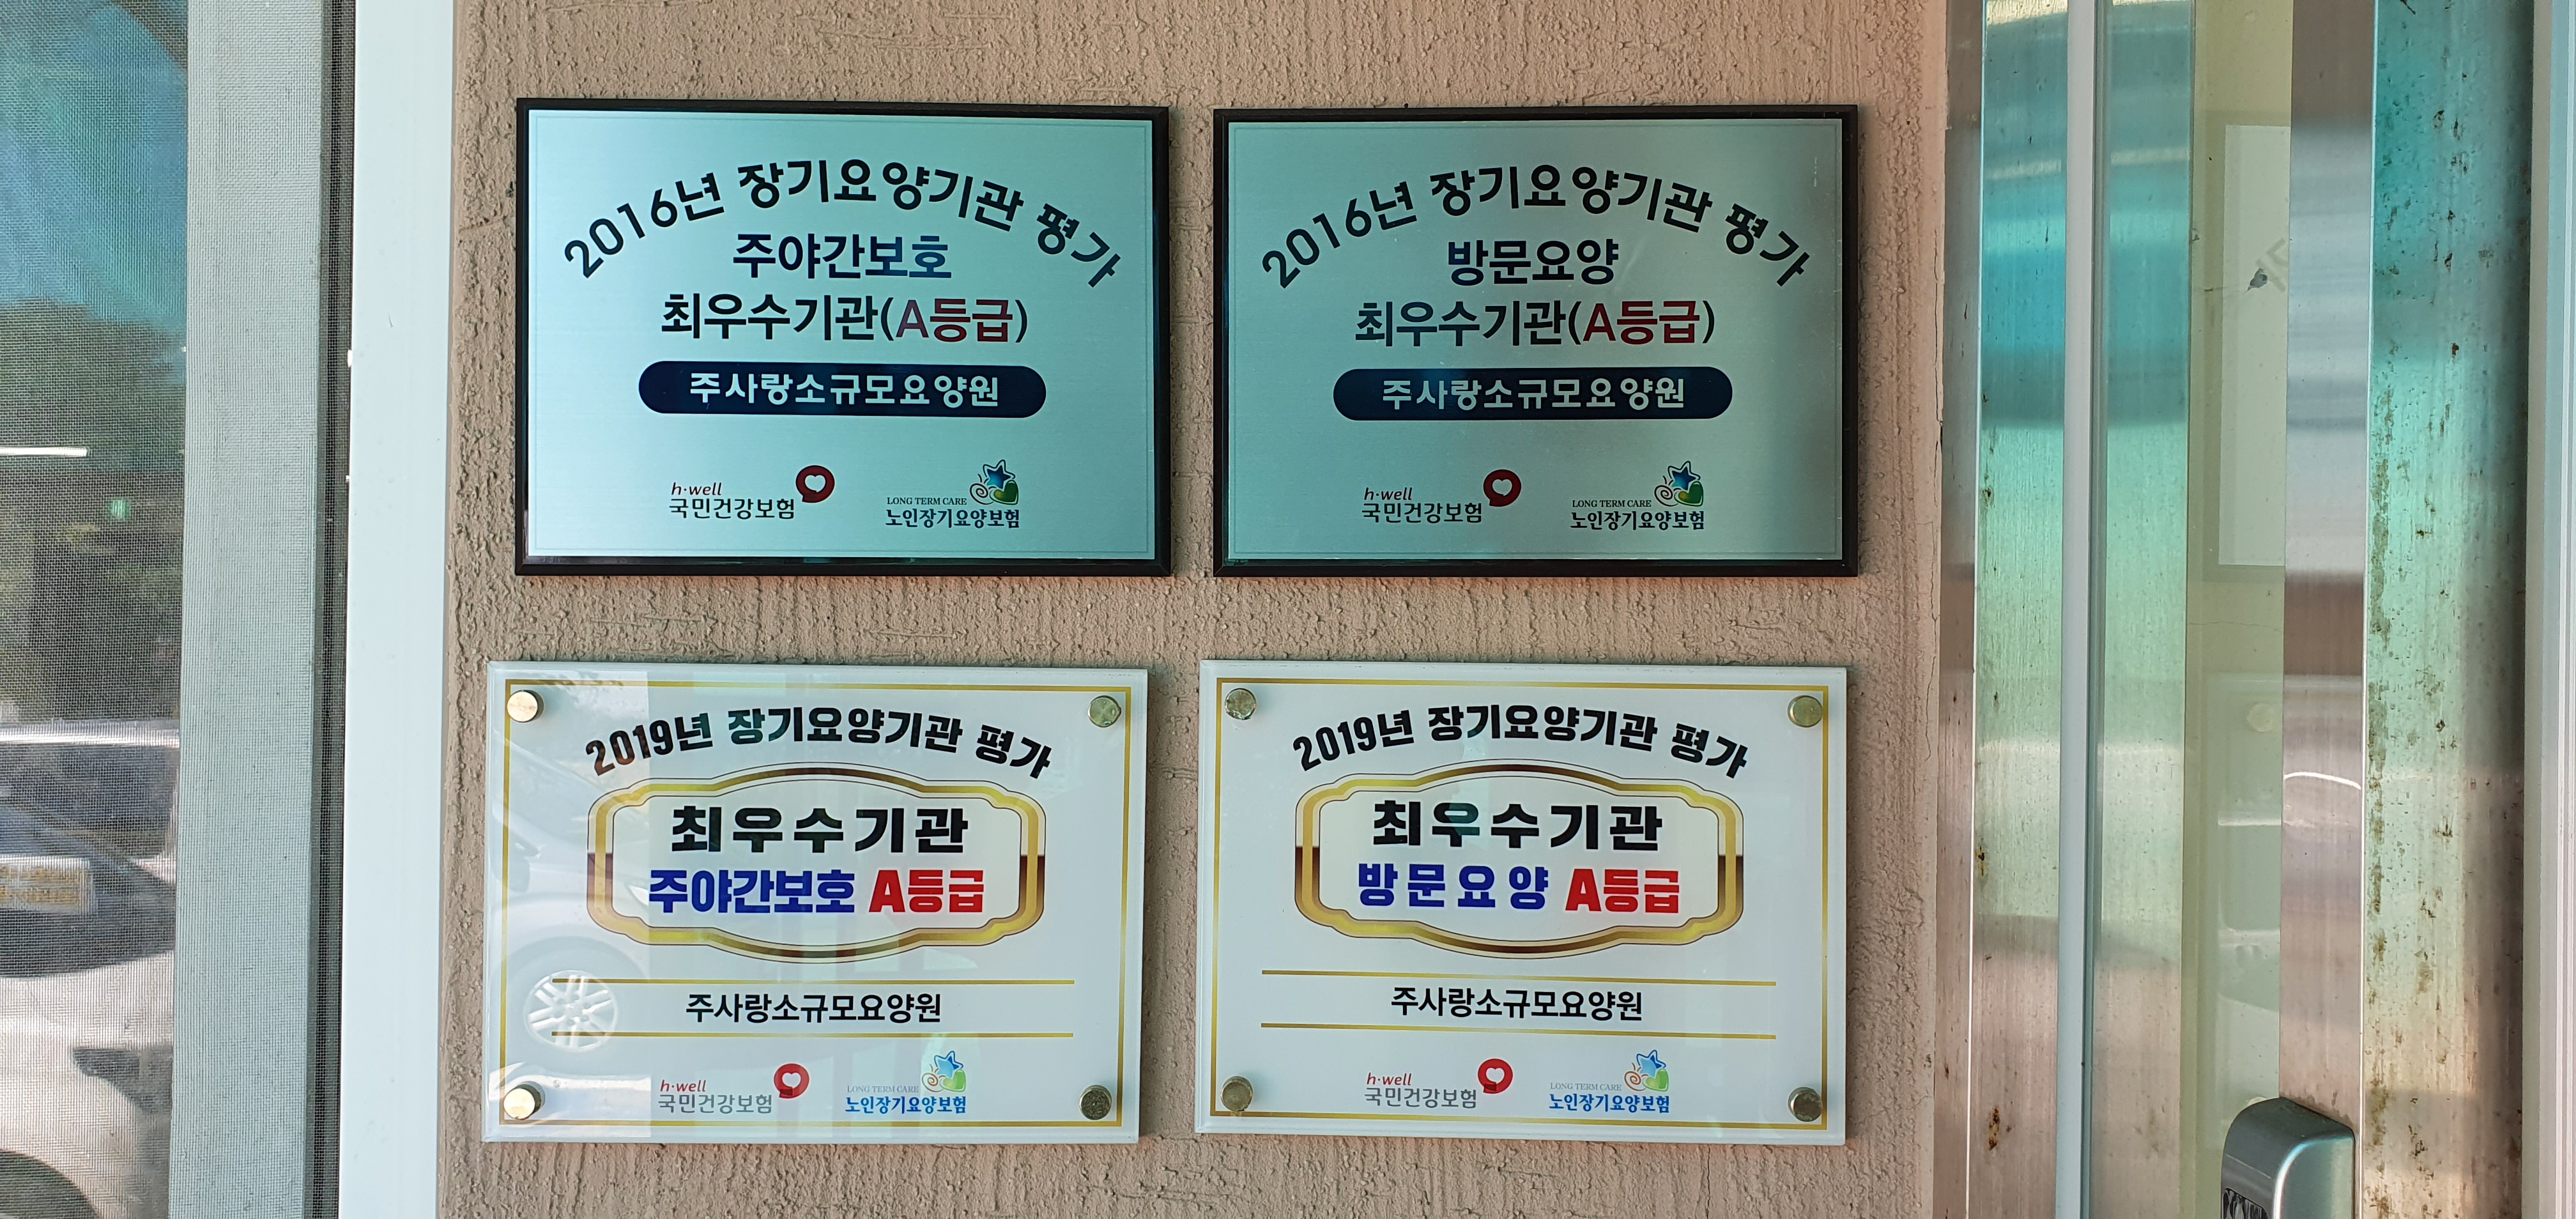 2016년 장기요양기관 평가
주야간보호
최우수기관(A등급)
주사랑소규모요양원
h·well
국민건강보험
LONG TERM CARE
노인장기요양보험
2016년 장기요양기관 평가
방문요양
최우수기관(A등급)
주사랑소규모요양원
h·well
국민건강보험
LONG TERM CARE
노인장기요양보험
2019년 장기요양기관 평가
최우수기관
주야간보호 A등급
주사랑소규모요양원
h·well
국민건강보험
LONG TERM CARE
노인장기요양보험
2019년 장기요양기관 평가
최우수기관
방문요양 A등급
주사랑소규모요양원
h·well
국민건강보험
LONG TERM CARE
노인장기요양보험